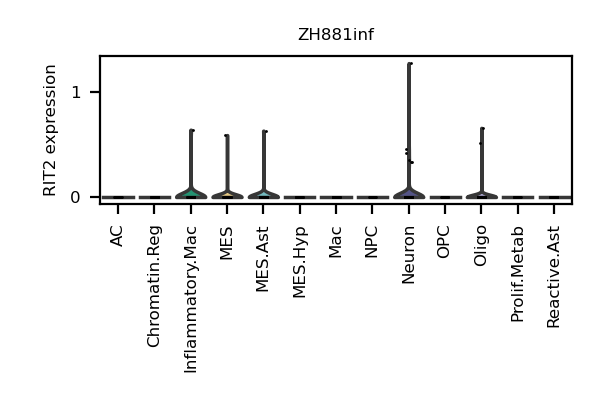 ZH881inf
RIT2 expression
1
0
AC
Chromatin.Reg
Inflammatory.Mac
MES
MES.Ast
MES.Hyp
Mac
NPC
Neuron
OPC
Oligo
Prolif.Metab
Reactive.Ast